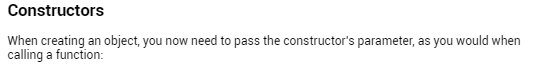 Constructors
When creating an object, you now need to pass the constructor's parameter, as you would when
calling a function: